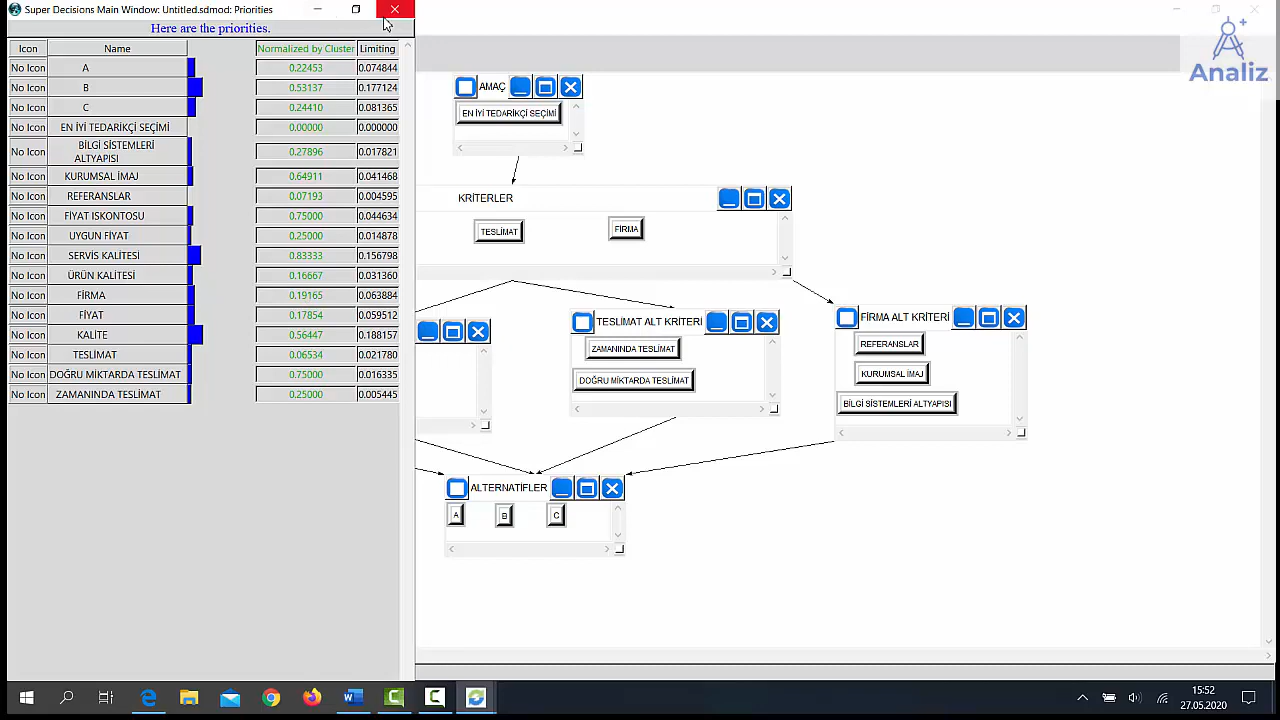 Super Decisions Main Window: Untitled.sdmod: Priorities
Here are the priorities.
Icon Name Normalized by Cluster Limiting
No Icon A 0.22453 0.074844
No Icon B 0.53137 0.177124
No Icon C 0.24410 0.081365
No Icon EN İYİ TEDARİKÇİ SEÇİMİ 0.00000 0.000000
No Icon BİLGİ SİSTEMLERİ ALTYAPISI 0.27896 0.017821
No Icon KURUMSAL İMAJ 0.64911 0.041468
No Icon REFERANSLAR 0.07193 0.004595
No Icon FİYAT ISKONTOSU 0.75000 0.044634
No Icon UYGUN FİYAT 0.25000 0.014878
No Icon SERVİS KALİTESİ 0.83333 0.156798
No Icon ÜRÜN KALİTESİ 0.16667 0.031360
No Icon FİRMA 0.19165 0.063884
No Icon FİYAT 0.17854 0.059512
No Icon KALİTE 0.56447 0.188157
No Icon TESLİMAT 0.06534 0.021780
No Icon DOĞRU MİKTARDA TESLİMAT 0.75000 0.016335
No Icon ZAMANINDA TESLİMAT 0.25000 0.005445
Analiz
AMAÇ
EN İYİ TEDARİKÇİ SEÇİMİ
KRİTERLER
TESLİMAT
FİRMA
TESLİMAT ALT KRİTERİ
ZAMANINDA TESLİMAT
DOĞRU MİKTARDA TESLİMAT
FİRMA ALT KRİTERİ
REFERANSLAR
KURUMSAL İMAJ
BİLGİ SİSTEMLERİ ALTYAPISI
ALTERNATİFLER
A B C
15:52
27.05.2020